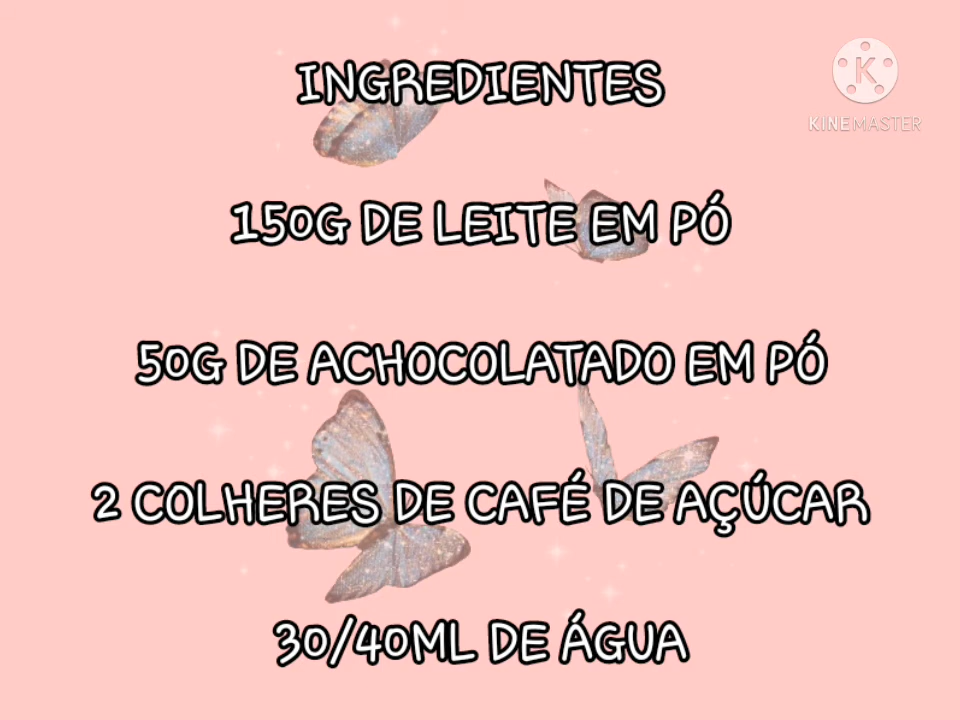 INGREDIENTES
KINEMASTER
150G DE LEITE EM PÓ
50G DE ACHOCOLATADO EM PÓ
2 COLHERES DE CAFÉ DE AÇÚCAR
30/40ML DE ÁGUA